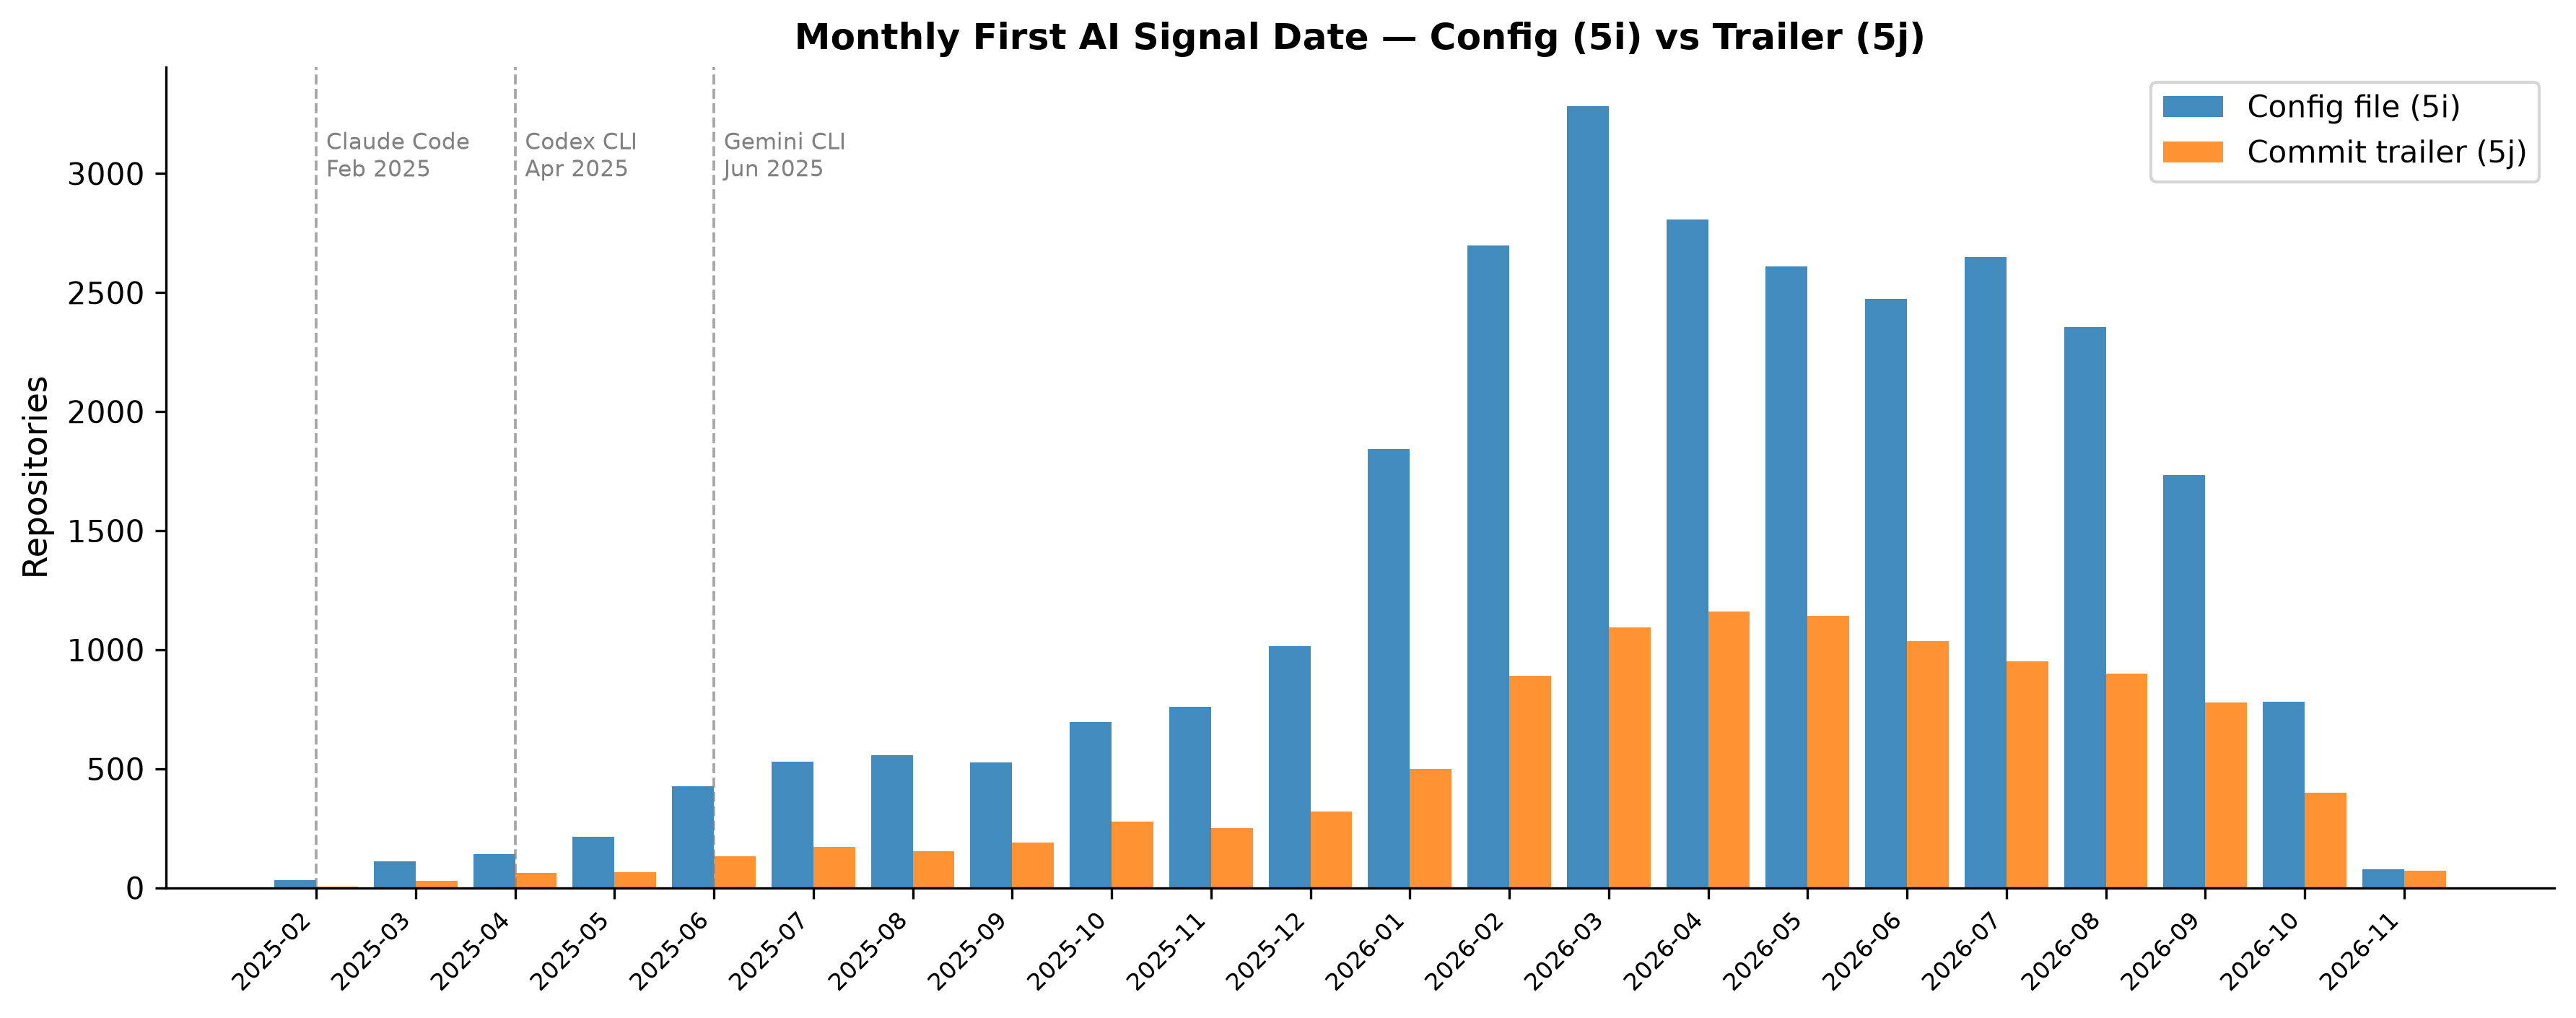 Monthly First AI Signal Date — Config (5i) vs Trailer (5j)
Config file (5i)
Commit trailer (5j)
Claude Code
Feb 2025
Codex CLI
Apr 2025
Gemini CLI
Jun 2025
Repositories
3000
2500
2000
1500
1000
500
0
2025-02
2025-03
2025-04
2025-05
2025-06
2025-07
2025-08
2025-09
2025-10
2025-11
2025-12
2026-01
2026-02
2026-03
2026-04
2026-05
2026-06
2026-07
2026-08
2026-09
2026-10
2026-11